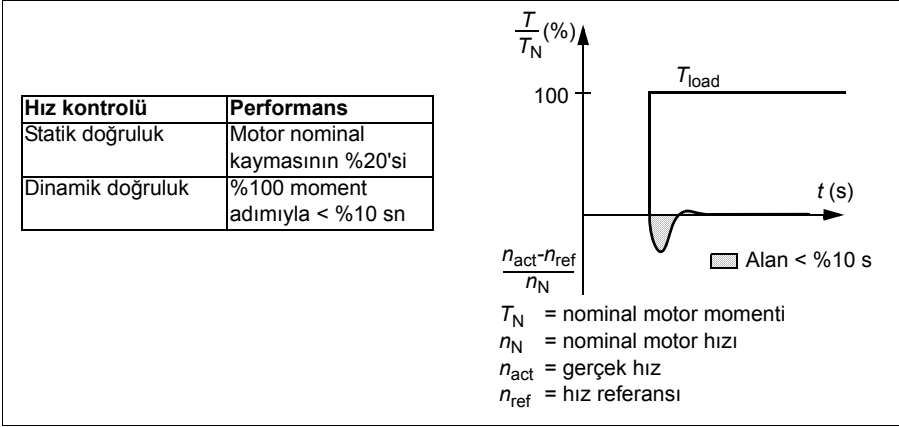 Hız kontrolü Performans
Statik doğruluk Motor nominal
kaymasının %20'si
Dinamik doğruluk %100 moment
adımıyla < %10 sn
T
T_N (%)
100
T_load
t (s)
n_act-n_ref
n_N
Alan < %10 s
T_N = nominal motor momenti
n_N = nominal motor hızı
n_act = gerçek hız
n_ref = hız referansı